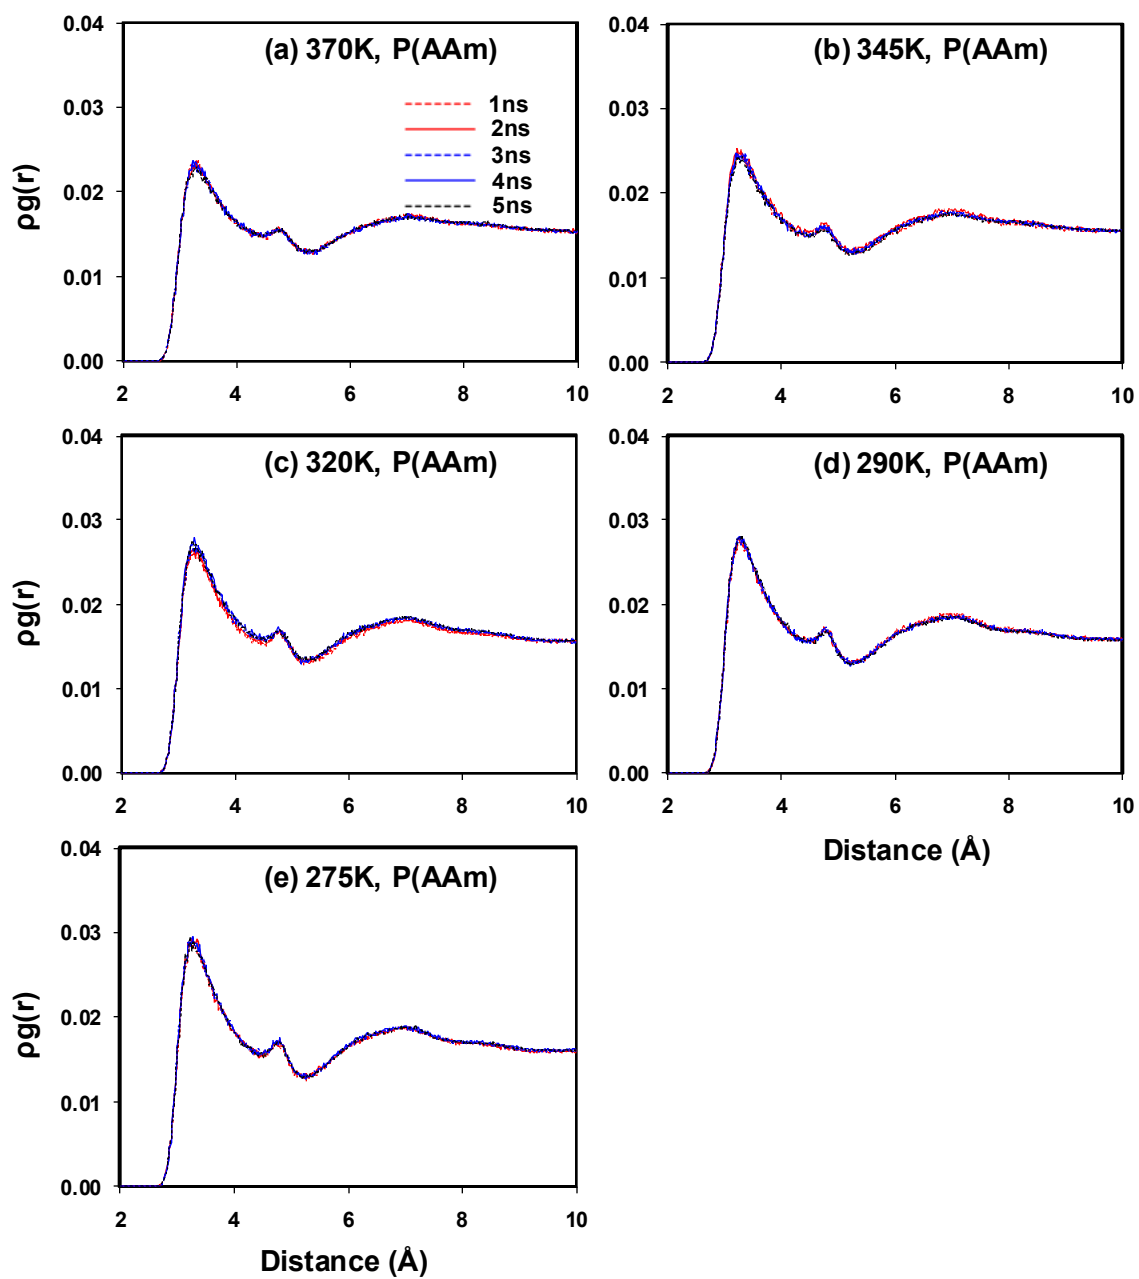 (a) 370K, P(AAm)
0.04
0.03
0.02
0.01
0.00
ρg(r)
1ns
2ns
3ns
4ns
5ns
2 4 6 8 10
(b) 345K, P(AAm)
0.04
0.03
0.02
0.01
0.00
2 4 6 8 10
(c) 320K, P(AAm)
0.04
0.03
0.02
0.01
0.00
ρg(r)
2 4 6 8 10
(d) 290K, P(AAm)
0.04
0.03
0.02
0.01
0.00
2 4 6 8 10
Distance (Å)
(e) 275K, P(AAm)
0.04
0.03
0.02
0.01
0.00
ρg(r)
2 4 6 8 10
Distance (Å)